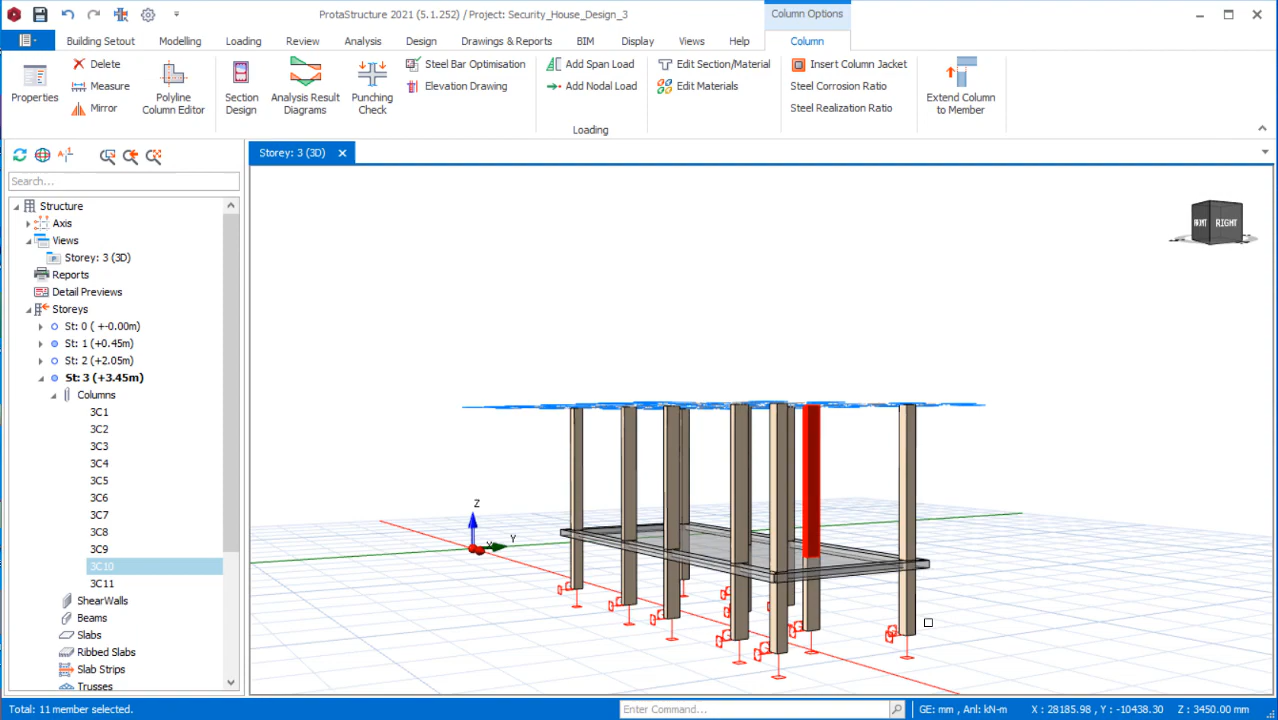 ProtaStructure 2021 (5.1.252) / Project: Security_House_Design_3
Column Options
Building Setout
Modelling
Loading
Review
Analysis
Design
Drawings & Reports
BIM
Display
Views
Help
Column
Properties
Delete
Measure
Mirror
Polyline
Column Editor
Section
Design
Analysis Result
Diagrams
Punching
Check
Steel Bar Optimisation
Elevation Drawing
Add Span Load
Add Nodal Load
Loading
Edit Section/Material
Edit Materials
Insert Column Jacket
Steel Corrosion Ratio
Steel Realization Ratio
Extend Column
to Member
Storey: 3 (3D)
Search...
Structure
Axis
Views
Storey: 3 (3D)
Reports
Detail Previews
Storeys
St: 0 ( +-0.00m)
St: 1 (+0.45m)
St: 2 (+2.05m)
St: 3 (+3.45m)
Columns
3C1
3C2
3C3
3C4
3C5
3C6
3C7
3C8
3C9
3C10
3C11
ShearWalls
Beams
Slabs
Ribbed Slabs
Slab Strips
Trusses
FRONT
RIGHT
Z
X
Y
Total: 11 member selected.
Enter Command...
GE: mm, Anl: kN-m
X : 28185.98 , Y : -10438.30
Z : 3450.00 mm